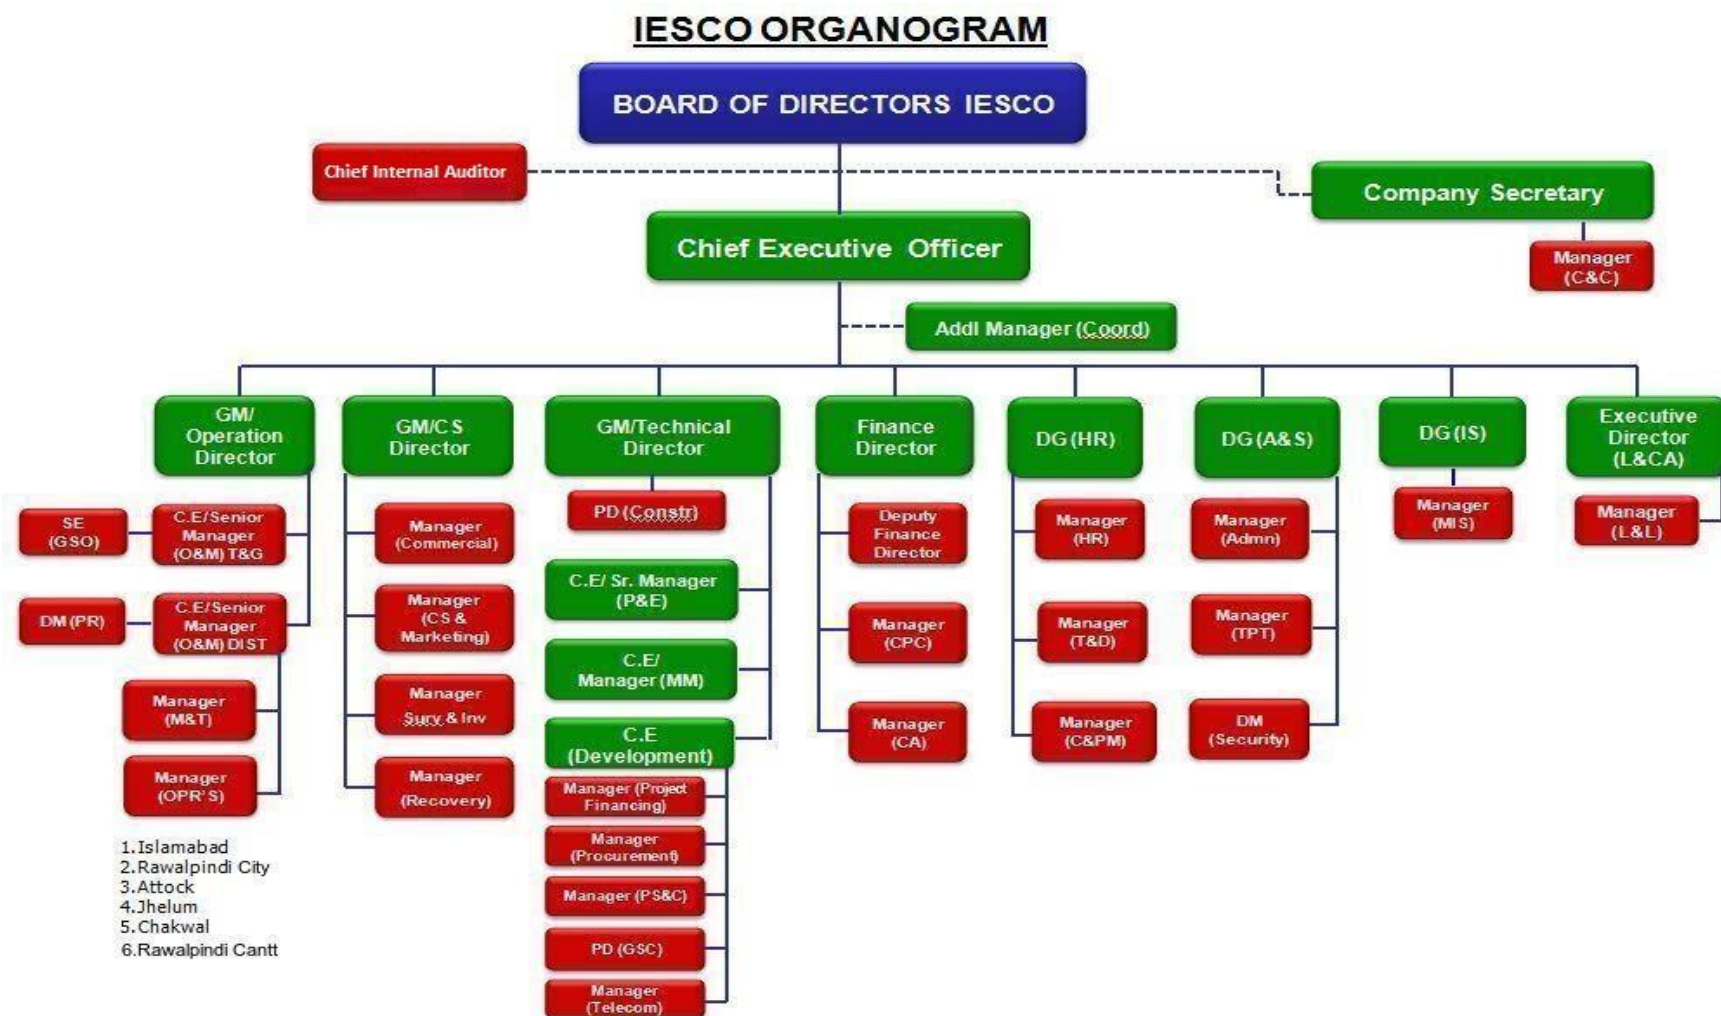 IESCO ORGANOGRAM
BOARD OF DIRECTORS IESCO
Chief Internal Auditor
Company Secretary
Manager
(C&C)
Chief Executive Officer
Addl Manager (Coord)
GM/
Operation
Director
GM/CS
Director
GM/Technical
Director
Finance
Director
DG (HR)
DG (A&S)
DG (IS)
Executive
Director
(L&CA)
SE
(GSO)
C.E/Senior
Manager
(O&M) T&G
DM (PR)
C.E/Senior
Manager
(O&M) DIST
Manager
(M&T)
Manager
(OPR'S)
1.Islamabad
2.Rawalpindi City
3.Attock
4.Jhelum
5.Chakwal
6.Rawalpindi Cantt
Manager
(Commercial)
Manager
(CS &
Marketing)
Manager
Surv & Inv
Manager
(Recovery)
PD (Constr)
C.E/ Sr. Manager
(P&E)
C.E/
Manager (MM)
C.E
(Development)
Manager (Project
Financing)
Manager
(Procurement)
Manager (PS&C)
PD (GSC)
Manager
(Telecom)
Deputy
Finance
Director
Manager
(CPC)
Manager
(CA)
Manager
(HR)
Manager
(T&D)
Manager
(C&PM)
Manager
(Admn)
Manager
(TPT)
DM
(Security)
Manager
(MIS)
Manager
(L&L)